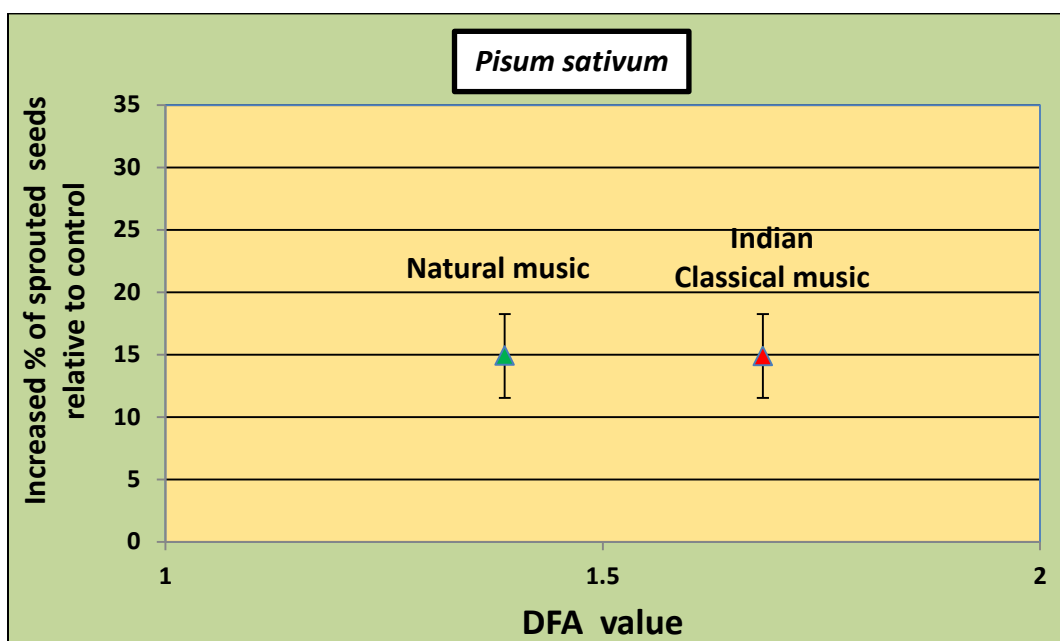 Pisum sativum
Increased % of sprouted seeds
relative to control
35
30
25
20
15
10
5
0
Natural music
Indian
Classical music
1
1.5
2
DFA value